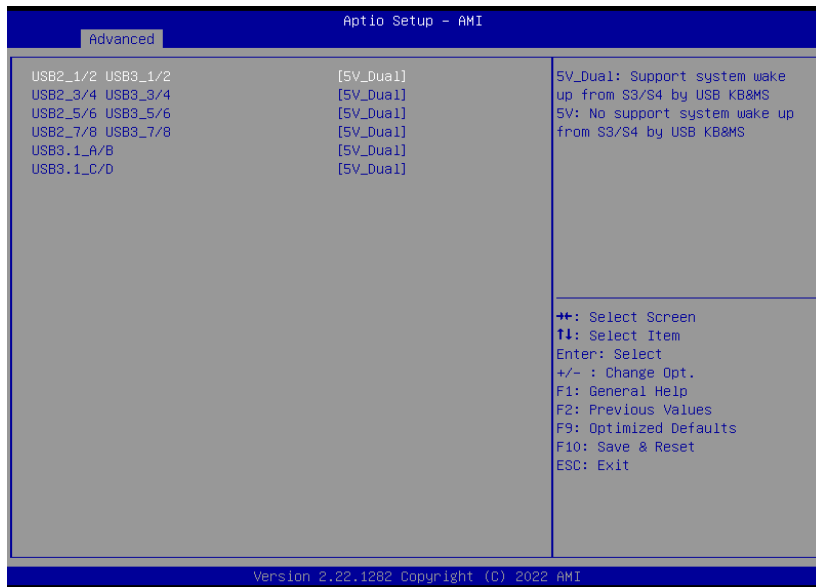 Aptio Setup – AMI
Advanced
USB2_1/2 USB3_1/2 [5V_Dual]
USB2_3/4 USB3_3/4 [5V_Dual]
USB2_5/6 USB3_5/6 [5V_Dual]
USB2_7/8 USB3_7/8 [5V_Dual]
USB3.1_A/B [5V_Dual]
USB3.1_C/D [5V_Dual]
5V_Dual: Support system wake
up from S3/S4 by USB KB&MS
5V: No support system wake up
from S3/S4 by USB KB&MS
→←: Select Screen
↑↓: Select Item
Enter: Select
+/- : Change Opt.
F1: General Help
F2: Previous Values
F9: Optimized Defaults
F10: Save & Reset
ESC: Exit
Version 2.22.1282 Copyright (C) 2022 AMI